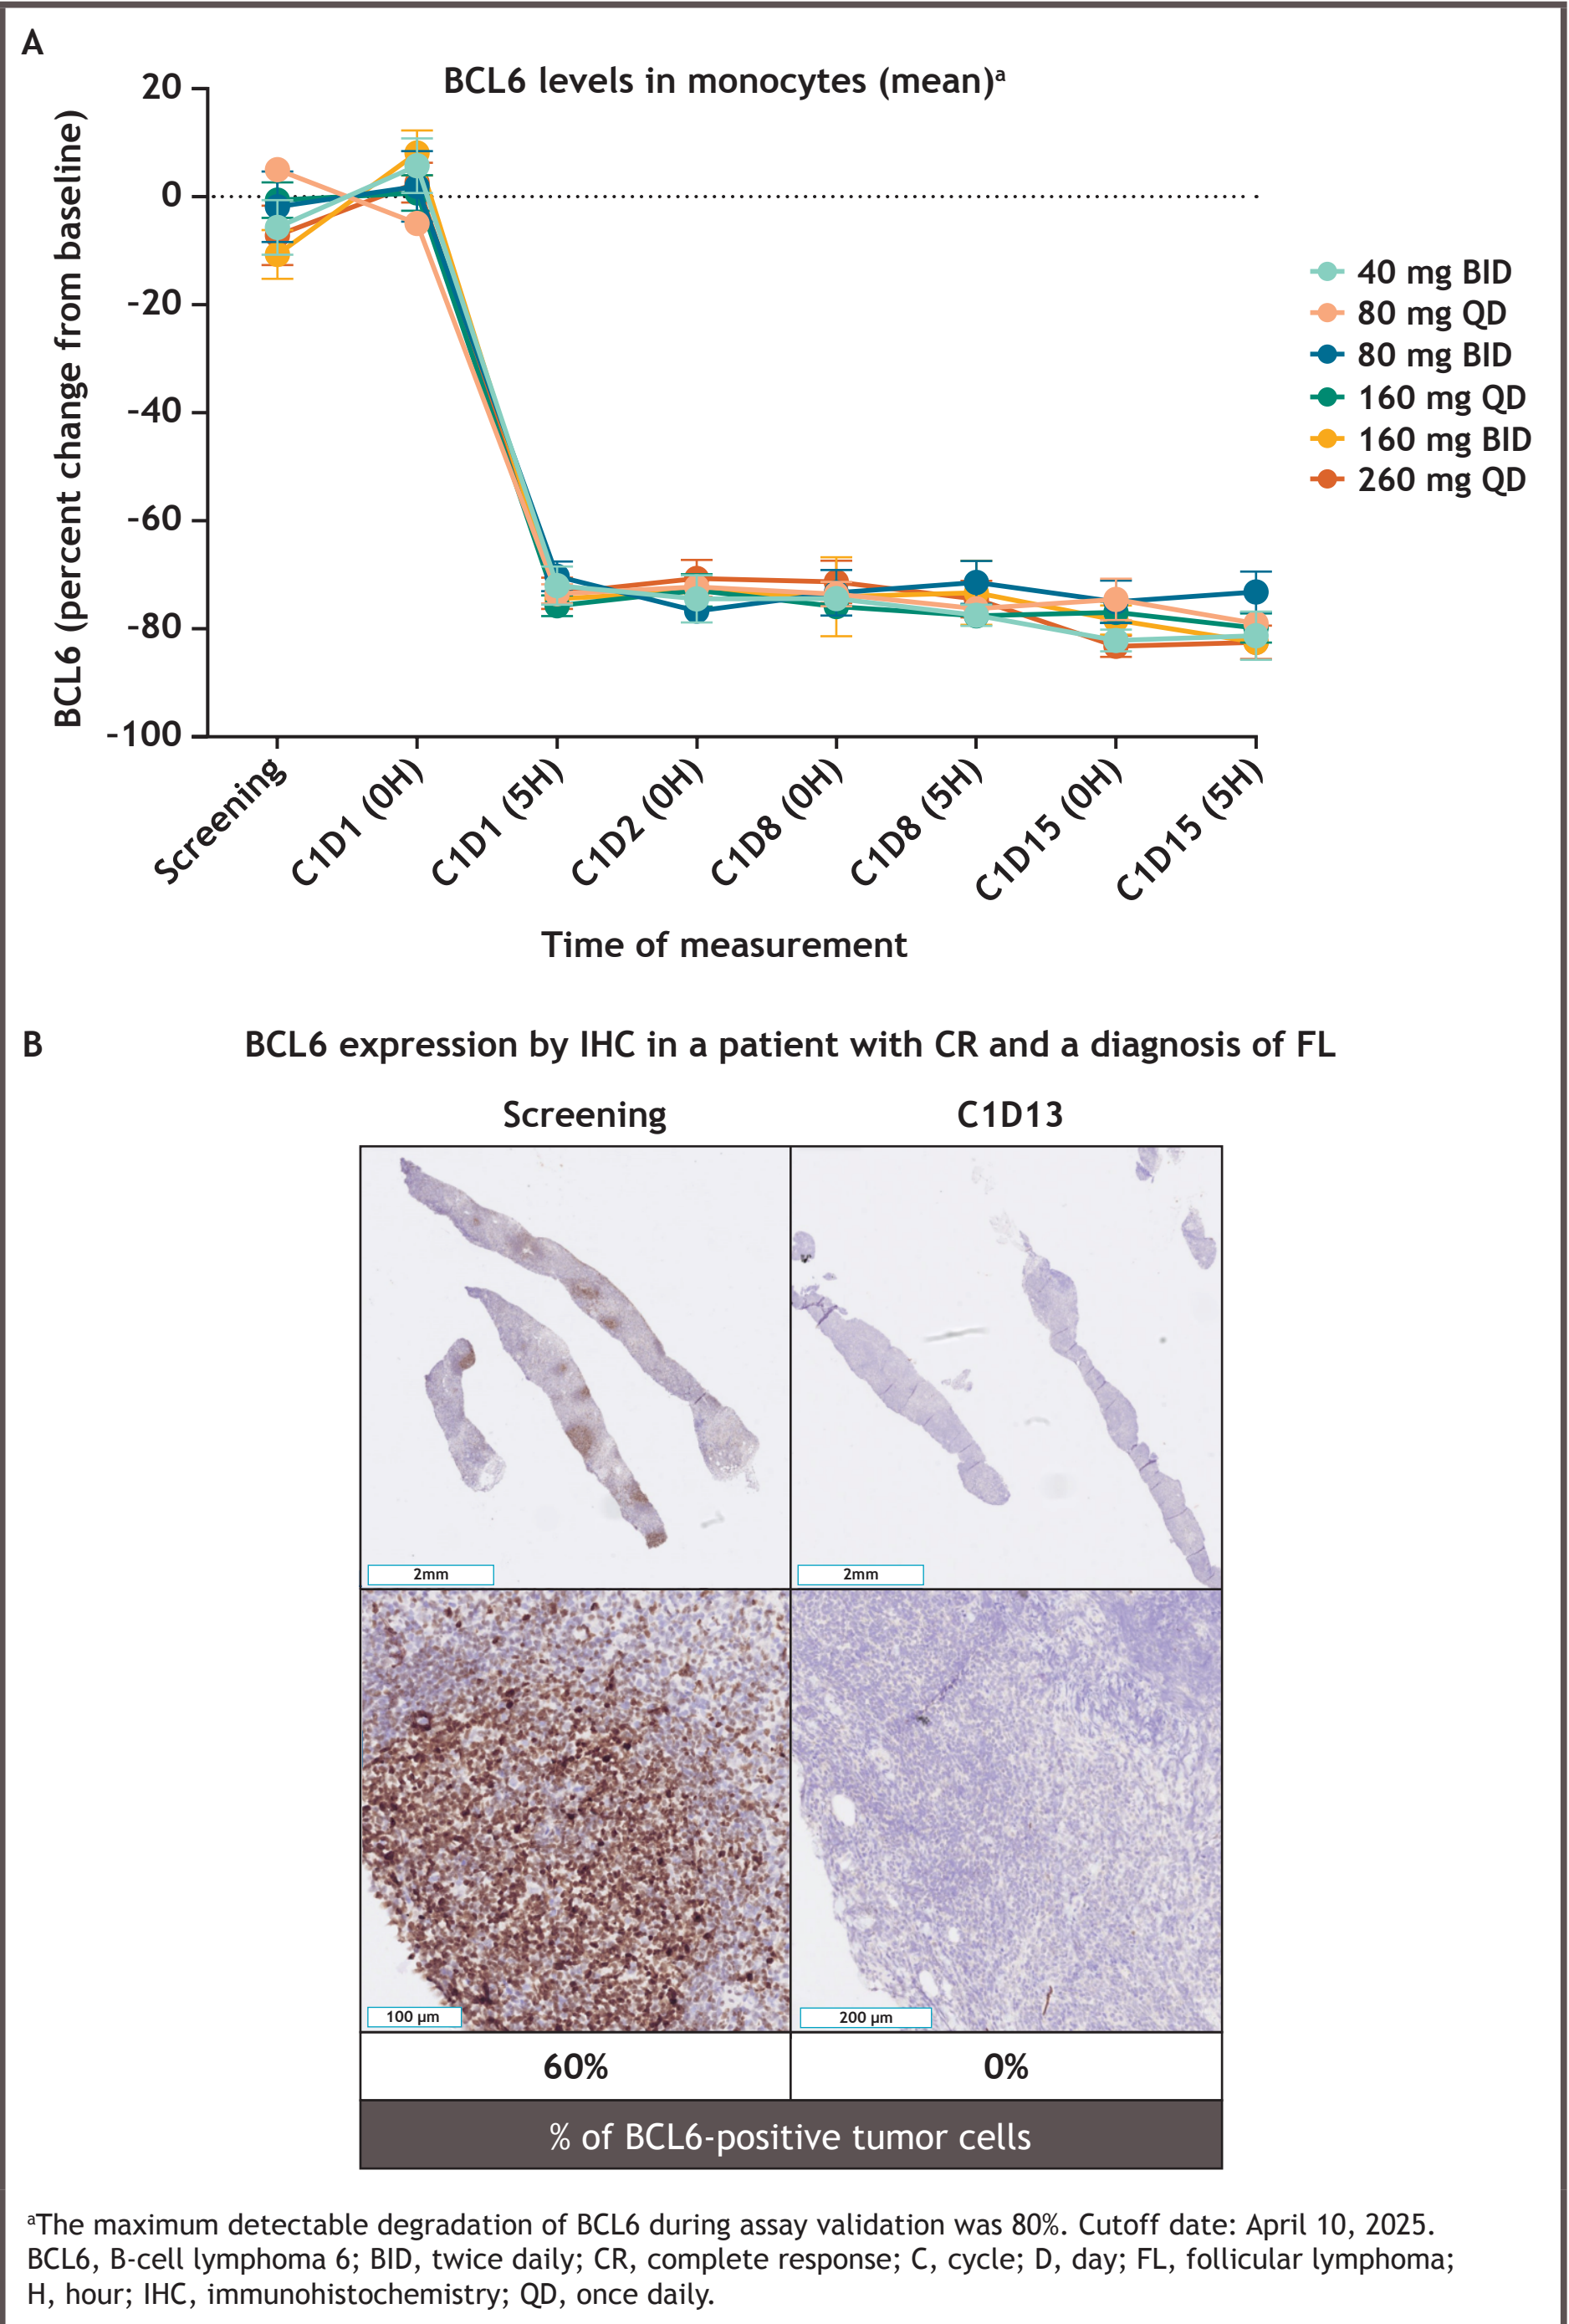 A
BCL6 levels in monocytes (mean)ª
BCL6 (percent change from baseline)
20
0
-20
-40
-60
-80
-100
Screening
C1D1 (0H)
C1D1 (5H)
C1D2 (0H)
C1D8 (0H)
C1D8 (5H)
C1D15 (0H)
C1D15 (5H)
Time of measurement
40 mg BID
80 mg QD
80 mg BID
160 mg QD
160 mg BID
260 mg QD
B
BCL6 expression by IHC in a patient with CR and a diagnosis of FL
Screening
C1D13
2mm
2mm
100 µm
200 µm
60%
0%
% of BCL6-positive tumor cells
ªThe maximum detectable degradation of BCL6 during assay validation was 80%. Cutoff date: April 10, 2025.
BCL6, B-cell lymphoma 6; BID, twice daily; CR, complete response; C, cycle; D, day; FL, follicular lymphoma;
H, hour; IHC, immunohistochemistry; QD, once daily.